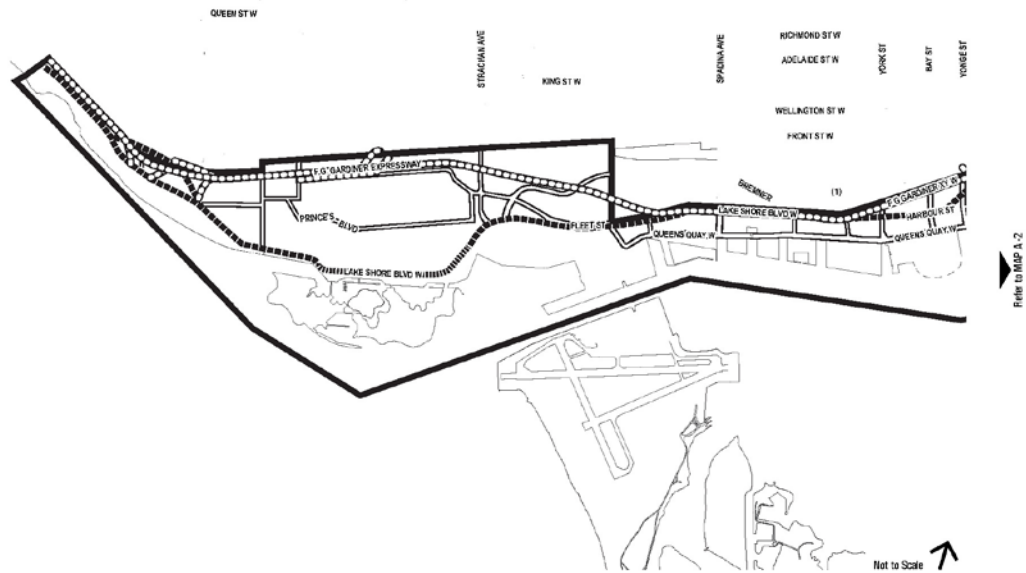 QUEEN ST W
STRACHAN AVE
KING ST W
SPADINA AVE
RICHMOND ST W
ADELAIDE ST W
YORK ST
BAY ST
YONGE ST
WELLINGTON ST W
FRONT ST W
F.G. GARDINER EXPRESSWAY
BREMNER
(1)
F.G. GARDINER XY W
LAKE SHORE BLVD W
HARBOUR ST
PRINCE'S BLVD
FLEET ST
QUEENS QUAY W
QUEENS QUAY W
LAKE SHORE BLVD W
Refer to MAP A-2
Not to Scale